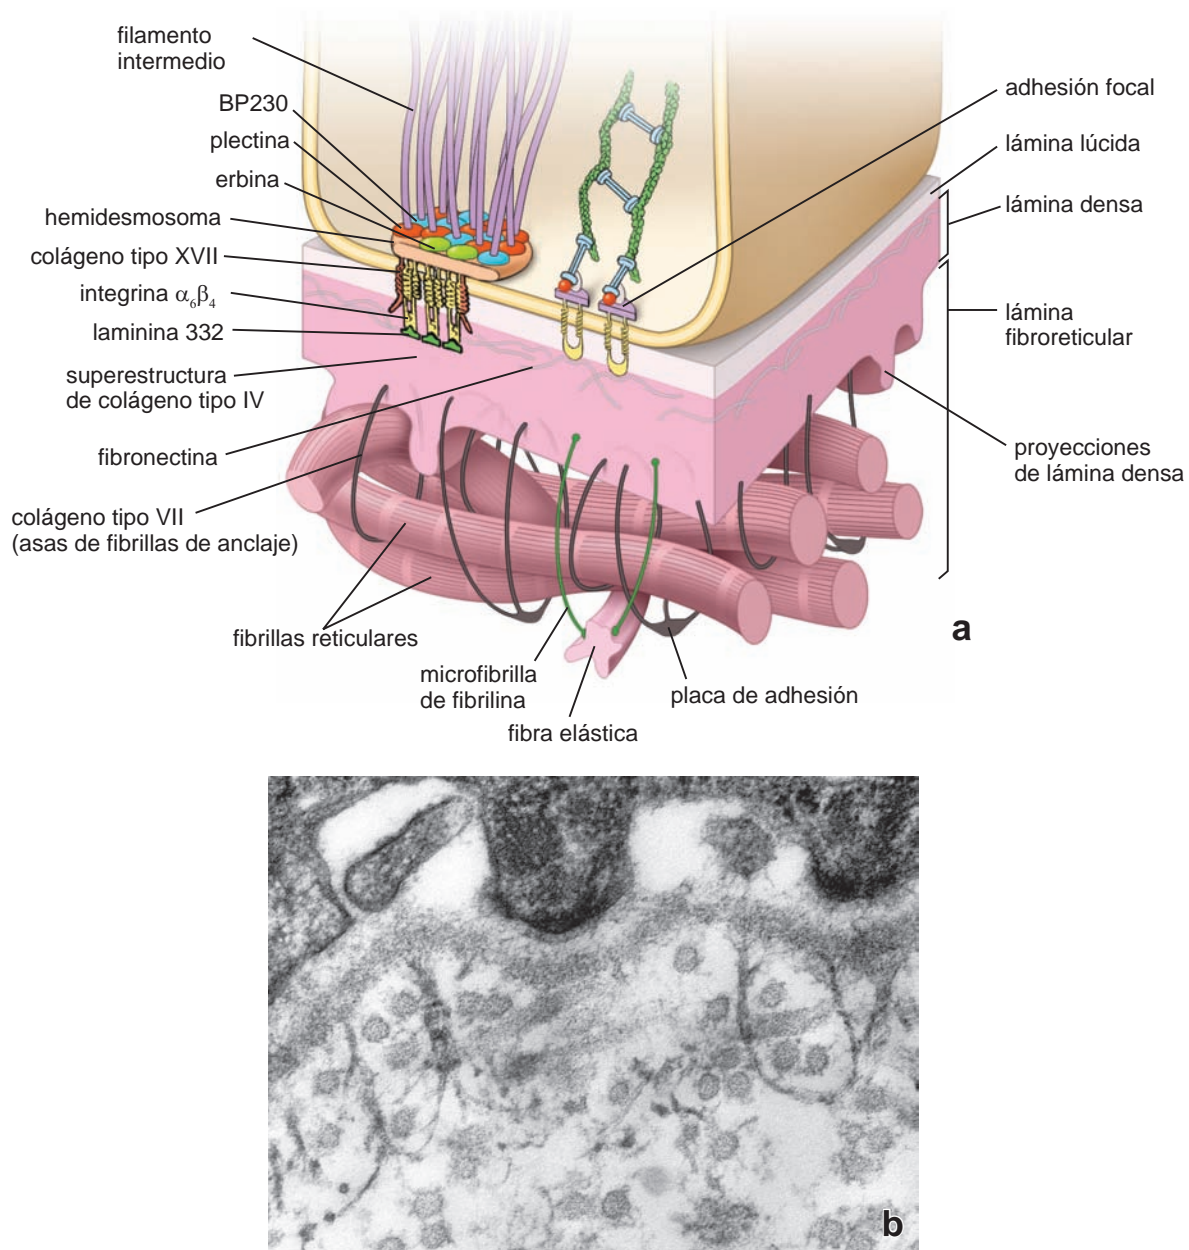 filamento
intermedio
BP230
plectina
erbina
hemidesmosoma
colágeno tipo XVII
integrina α6β4
laminina 332
superestructura
de colágeno tipo IV
fibronectina
colágeno tipo VII
(asas de fibrillas de anclaje)
fibrillas reticulares
microfibrilla
de fibrilina
fibra elástica
placa de adhesión
adhesión focal
lámina lúcida
lámina densa
lámina
fibroreticular
proyecciones
de lámina densa
a
b